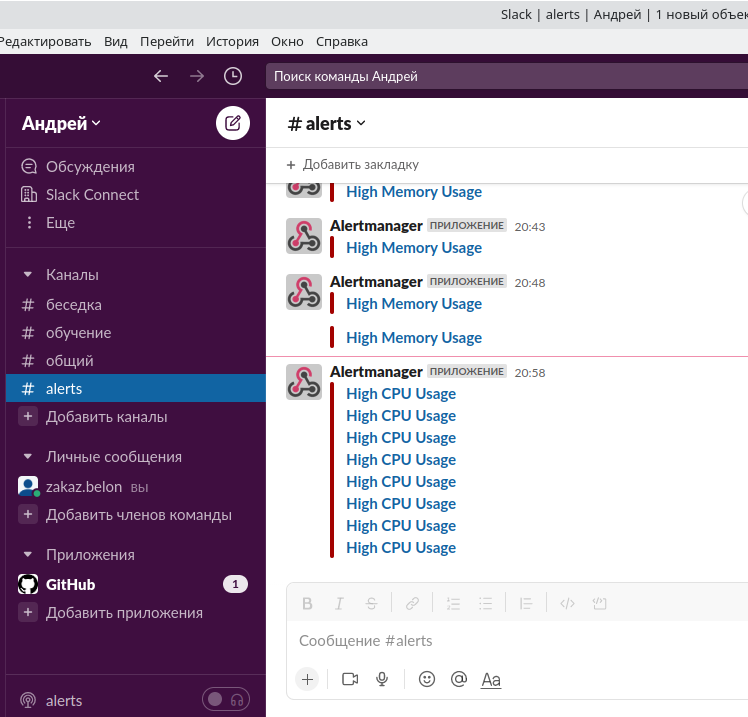 Slack | alerts | Андрей | 1 новый объек
Редактировать Вид Перейти История Окно Справка
Поиск команды Андрей
Андрей
Обсуждения
Slack Connect
Еще
Каналы
# беседка
# обучение
# общий
# alerts
+ Добавить каналы
Личные сообщения
zakaz.belon вы
+ Добавить членов команды
Приложения
GitHub 1
+ Добавить приложения
alerts
# alerts
+ Добавить закладку
High Memory Usage
Alertmanager ПРИЛОЖЕНИЕ 20:43
High Memory Usage
Alertmanager ПРИЛОЖЕНИЕ 20:48
High Memory Usage
High Memory Usage
Alertmanager ПРИЛОЖЕНИЕ 20:58
High CPU Usage
High CPU Usage
High CPU Usage
High CPU Usage
High CPU Usage
High CPU Usage
High CPU Usage
High CPU Usage
B I S
Сообщение #alerts
+ @ Aa